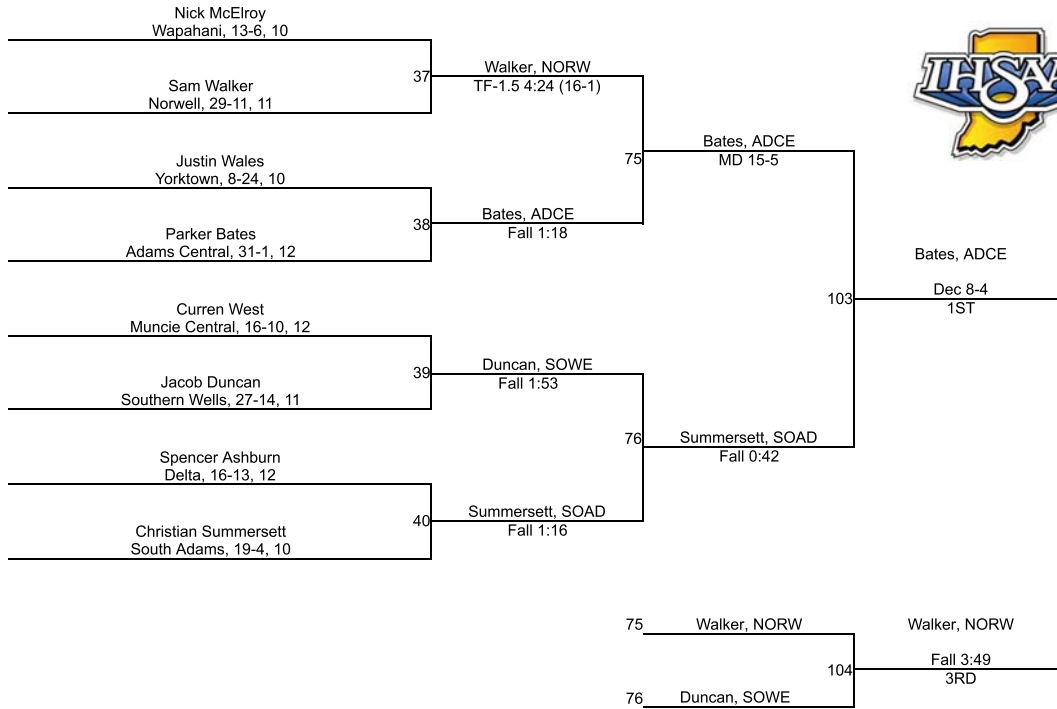 Nick McElroy
Wapahani, 13-6, 10
37
Walker, NORW
TF-1.5 4:24 (16-1)
Sam Walker
Norwell, 29-11, 11
IHSAA
75
Bates, ADCE
MD 15-5
Justin Wales
Yorktown, 8-24, 10
38
Bates, ADCE
Fall 1:18
Parker Bates
Adams Central, 31-1, 12
103
Bates, ADCE
Dec 8-4
1ST
Curren West
Muncie Central, 16-10, 12
39
Duncan, SOWE
Fall 1:53
Jacob Duncan
Southern Wells, 27-14, 11
76
Summersett, SOAD
Fall 0:42
Spencer Ashburn
Delta, 16-13, 12
40
Summersett, SOAD
Fall 1:16
Christian Summersett
South Adams, 19-4, 10
75
Walker, NORW
104
Walker, NORW
Fall 3:49
3RD
76
Duncan, SOWE